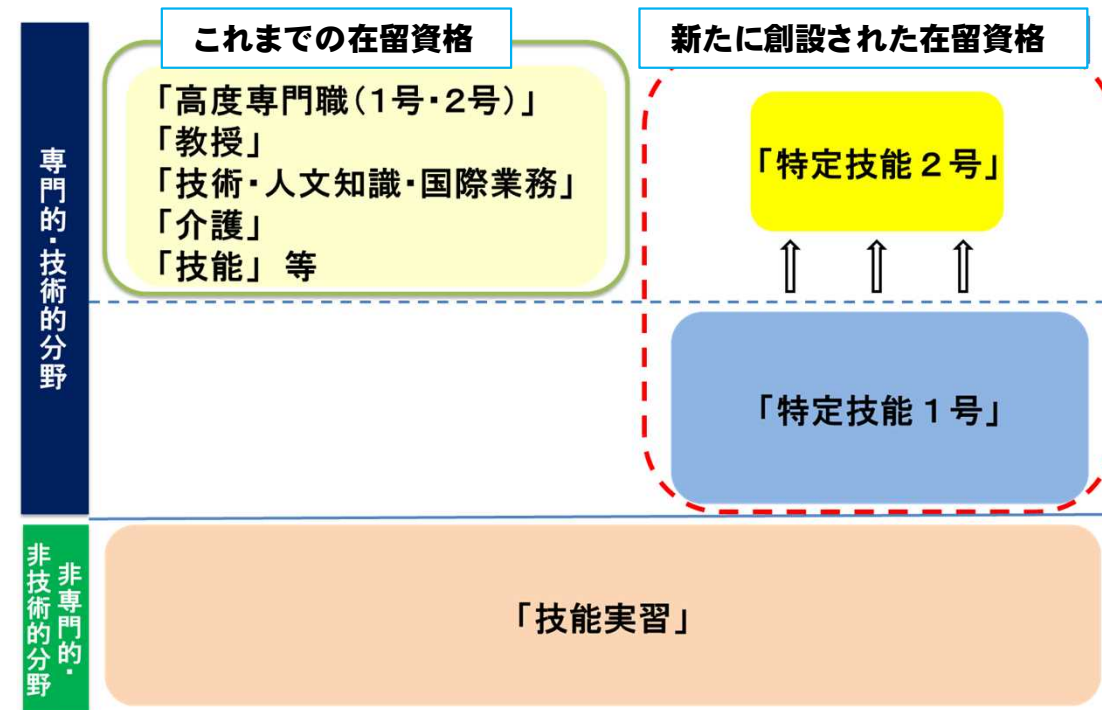 これまでの在留資格
新たに創設された在留資格
専門的・技術的分野
「高度専門職(1号・2号)」
「教授」
「技術・人文知識・国際業務」
「介護」
「技能」 等
「特定技能2号」
「特定技能1号」
非専門的・
非技術的分野
「技能実習」